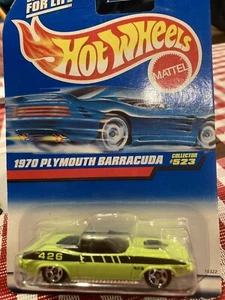 FOR LIFE
Hot Wheels
MATTEL
1970 PLYMOUTH BARRACUDA
COLLECTOR
#523
426